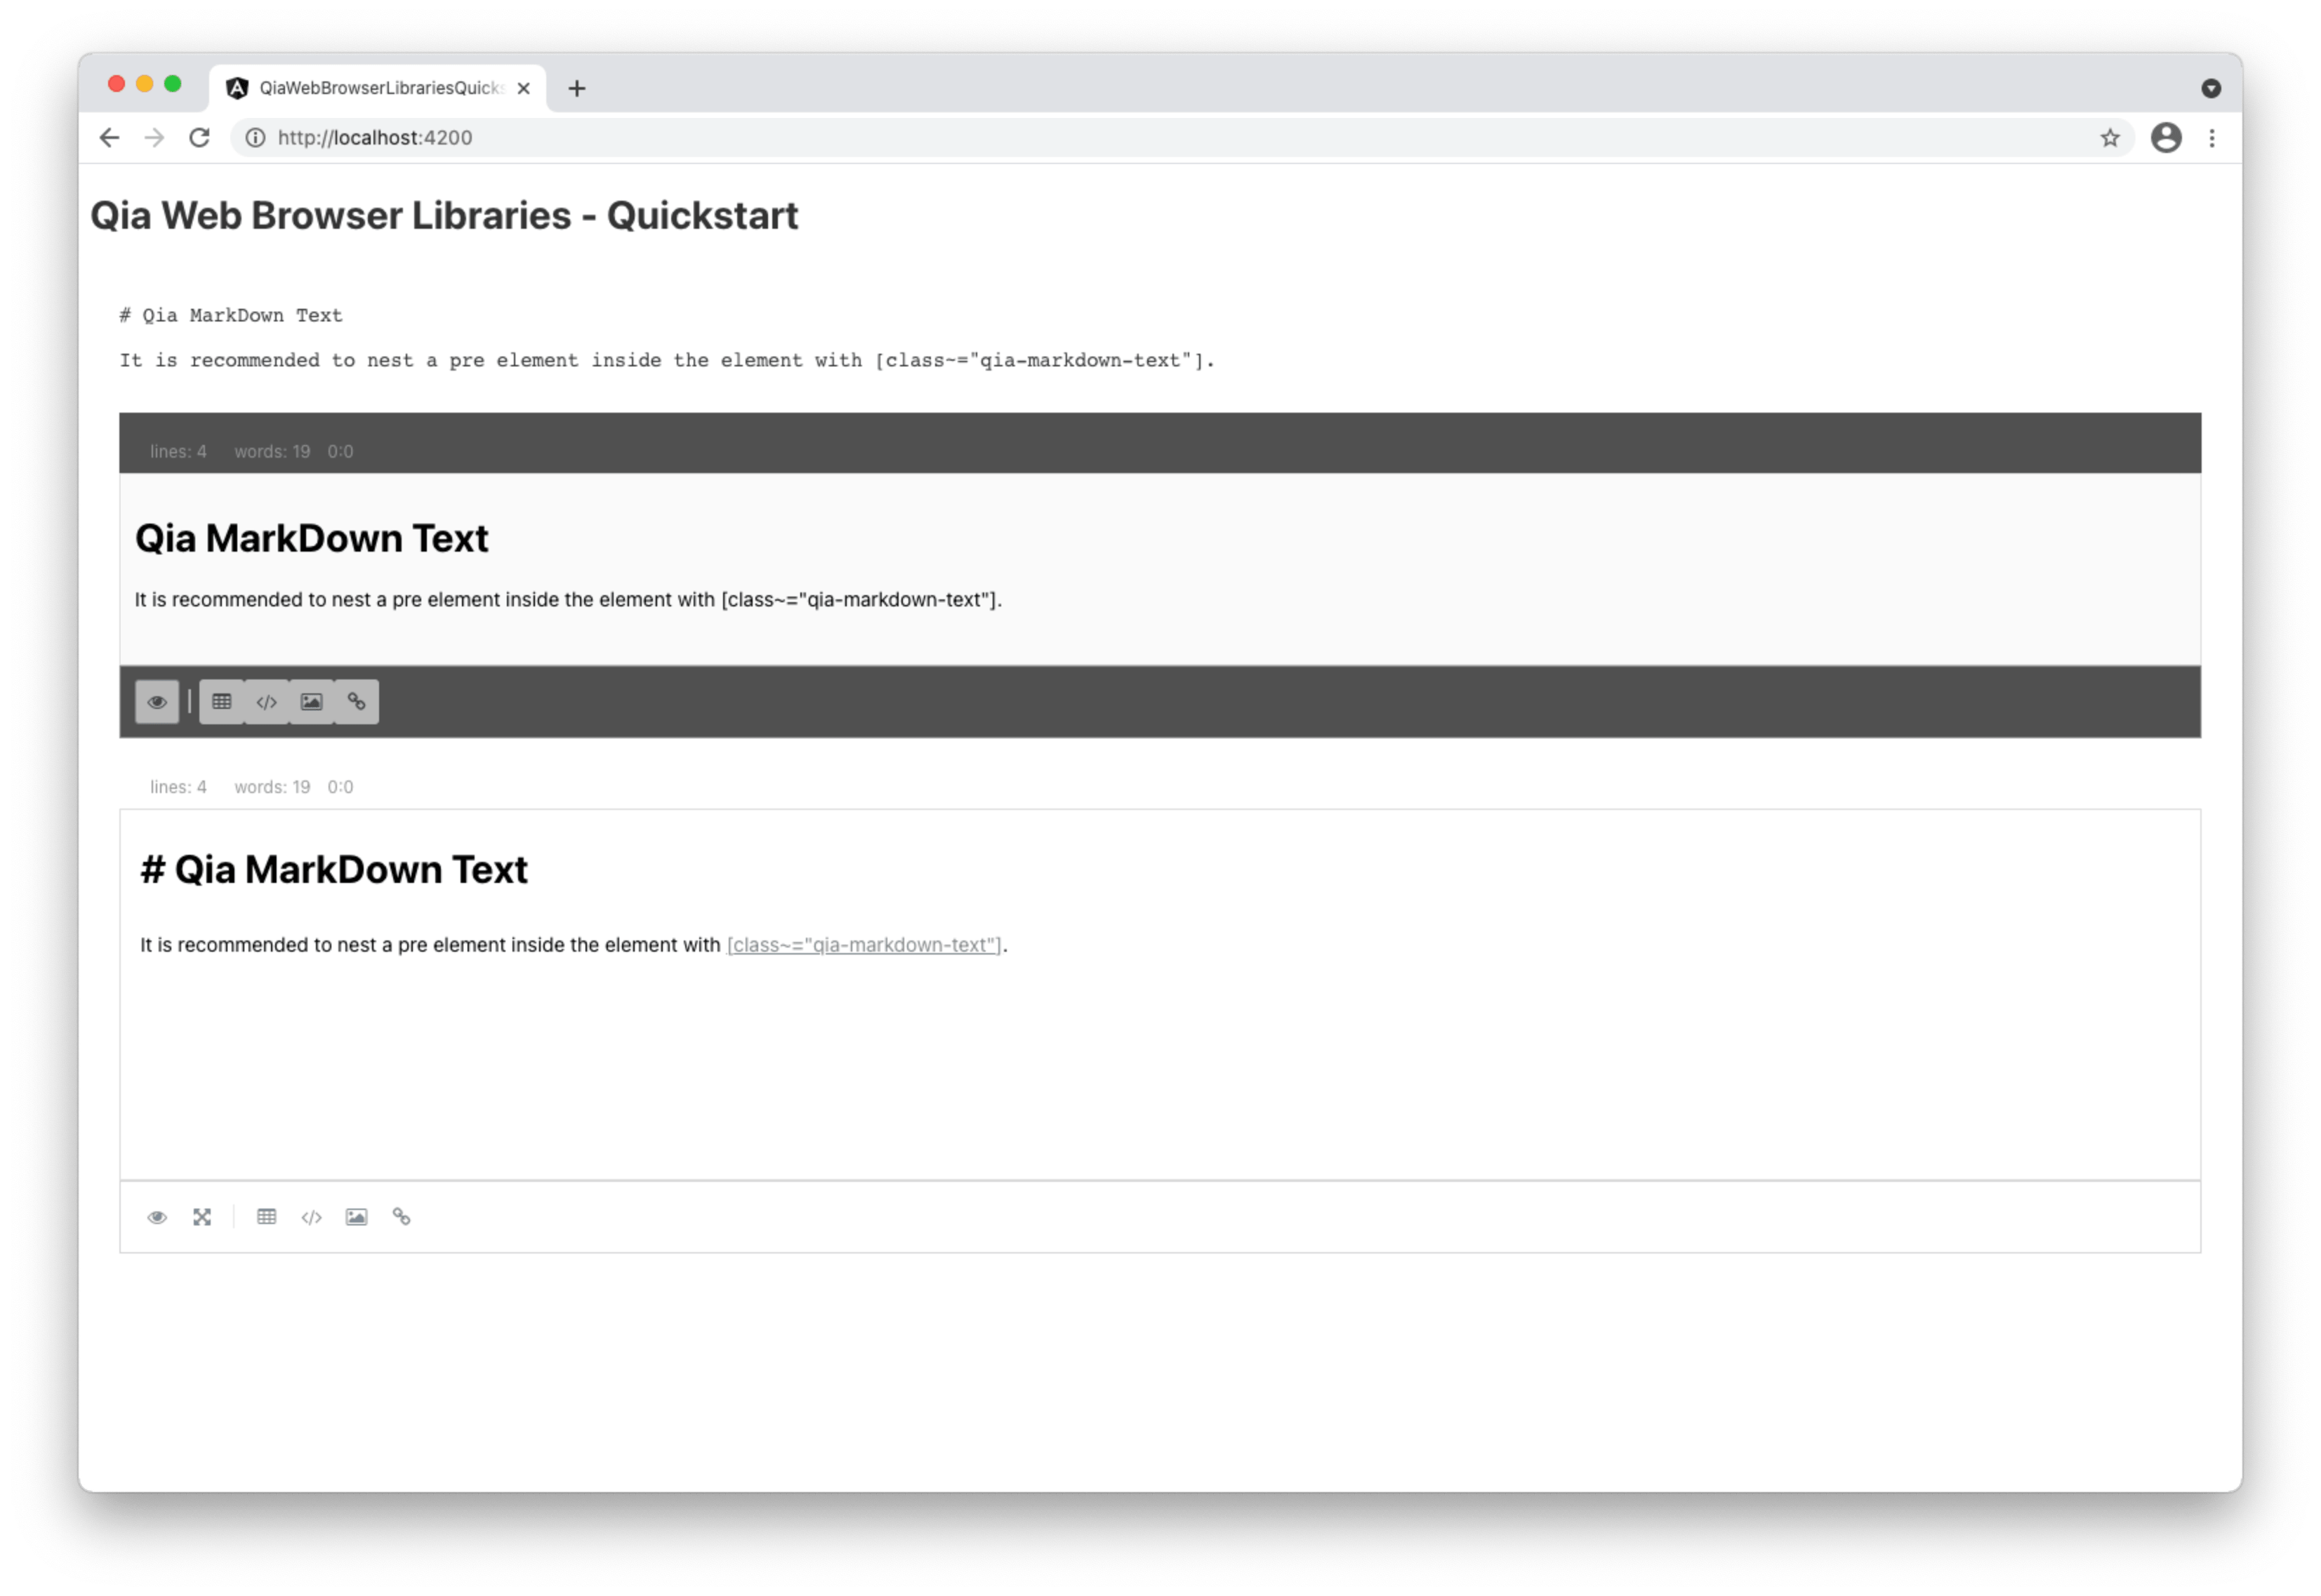 QiaWebBrowserLibrariesQuicks
http://localhost:4200
Qia Web Browser Libraries - Quickstart
# Qia MarkDown Text
It is recommended to nest a pre element inside the element with [class~="qia-markdown-text"].
lines: 4 words: 19 0:0
Qia MarkDown Text
It is recommended to nest a pre element inside the element with [class~="qia-markdown-text"].
lines: 4 words: 19 0:0
# Qia MarkDown Text
It is recommended to nest a pre element inside the element with [class~="qia-markdown-text"].